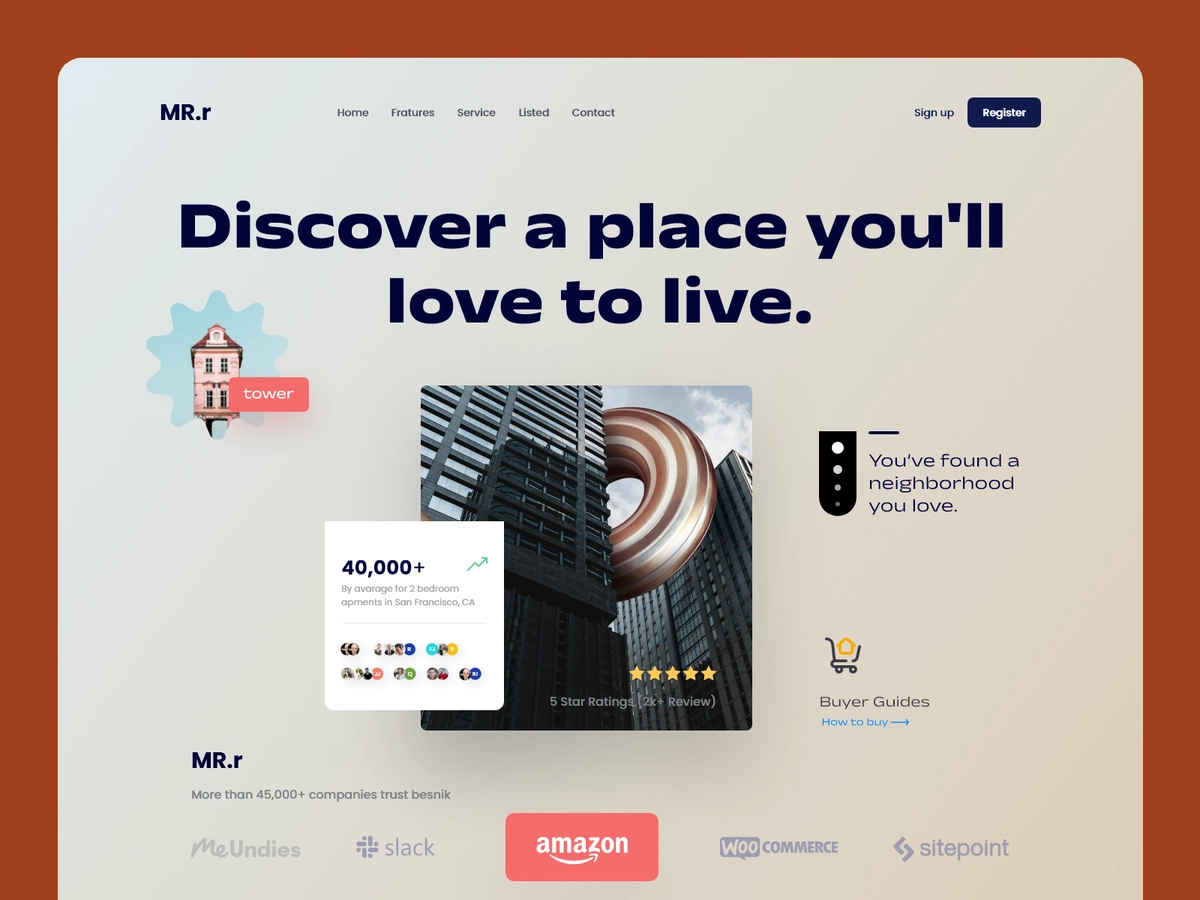 MR.r
Home Fratures Service Listed Contact
Sign up Register
Discover a place you'll
love to live.
tower
You've found a
neighborhood
you love.
40,000+
By avarage for 2 bedroom
apments in San Francisco, CA
5 Star Ratings (2k+ Review)
Buyer Guides
How to buy
MR.r
More than 45,000+ companies trust besnik
MeUndies slack amazon WOO COMMERCE sitepoint